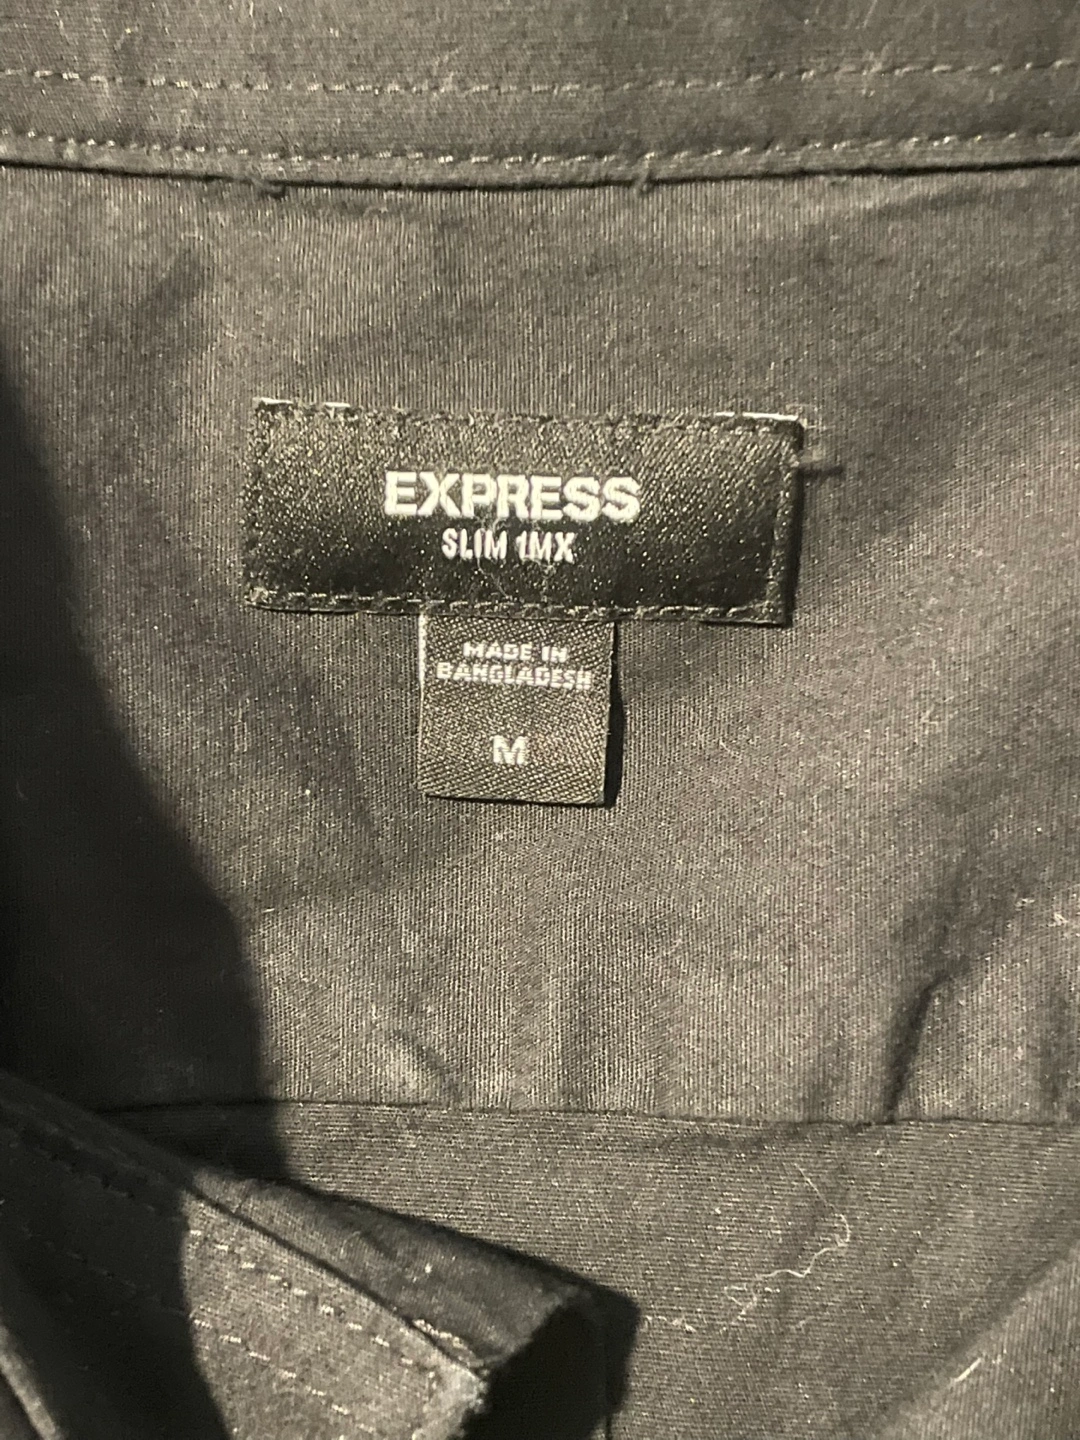 EXPRESS
SLIM 1MX
MADE IN
BANGLADESH
M